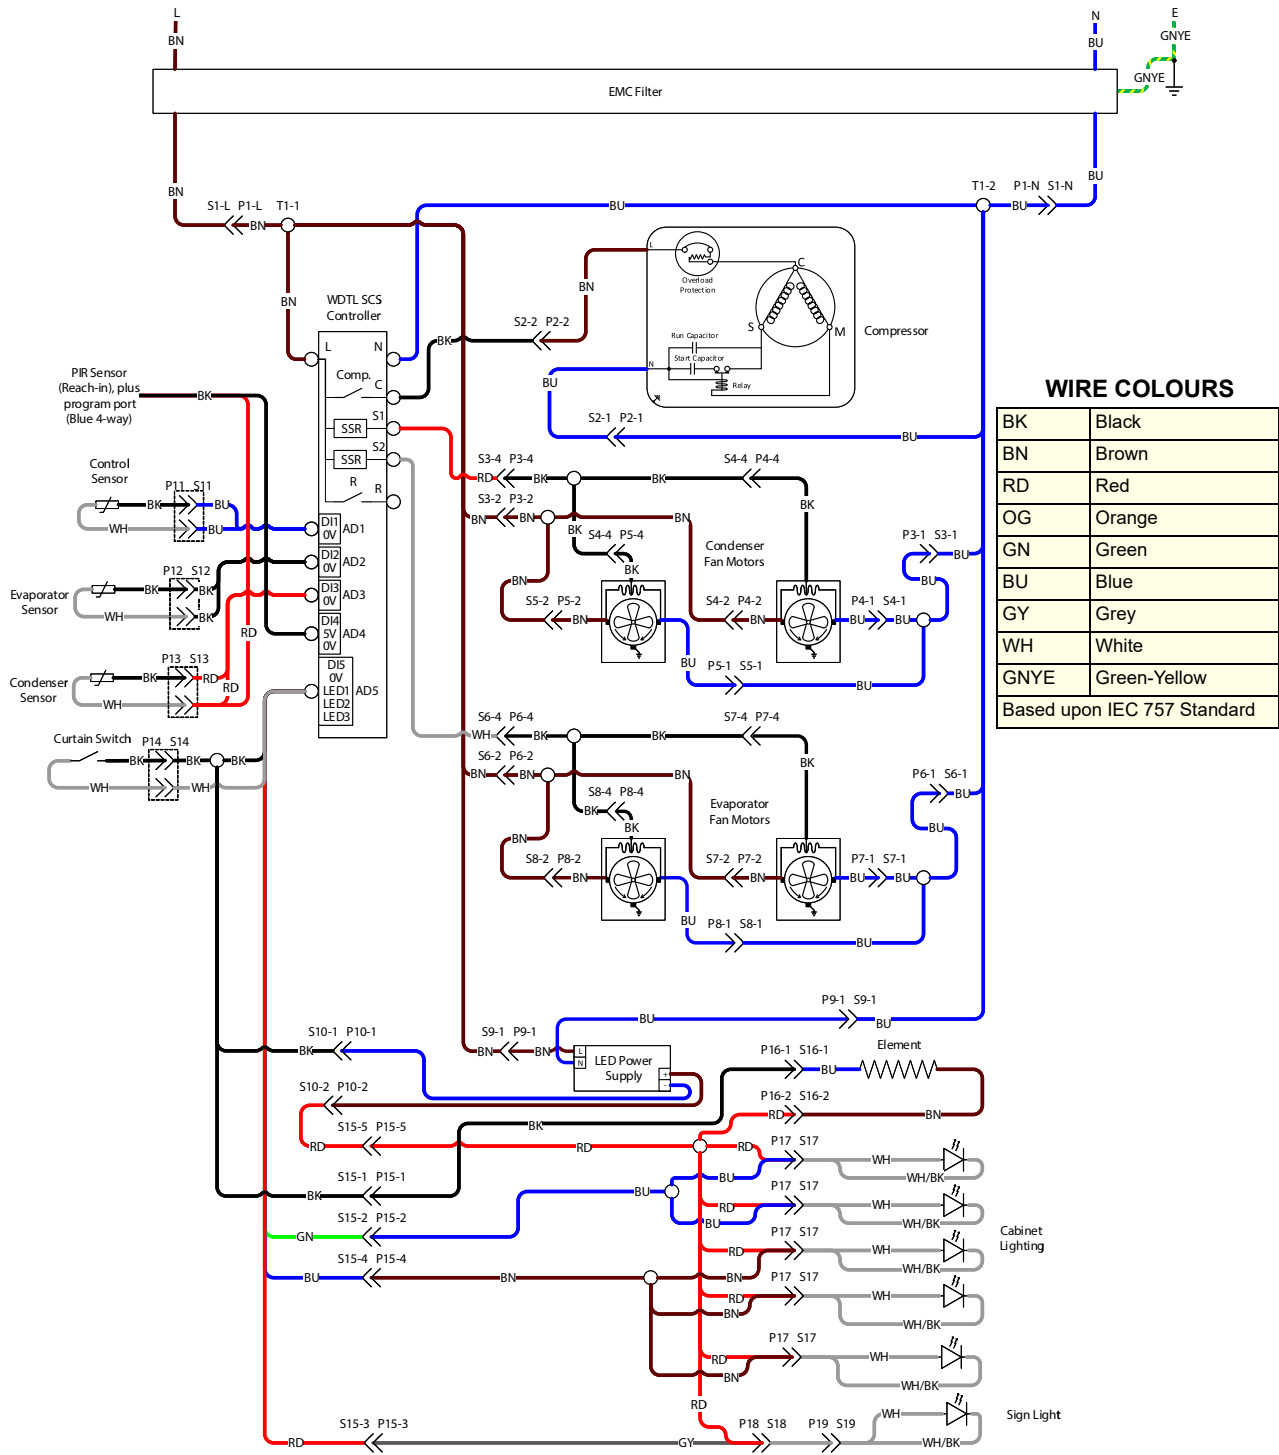 L
N
E
BN
BU
GNYE
GNYE
EMC Filter
BN
BU
S1-L P1-L T1-1
T1-2 P1-N S1-N
BN
BU
BU
L
Overload
Protection
C
BN
BN
WDTL SCS
Controller
S2-2 P2-2
S
M
Compressor
Run Capacitor
Start Capacitor
Relay
N
L
N
BK
PIR Sensor
(Reach-in), plus
program port
(Blue 4-way)
BK
Comp.
C
BU
WIRE COLOURS
BK Black
BN Brown
RD Red
OG Orange
GN Green
BU Blue
GY Grey
WH White
GNYE Green-Yellow
Based upon IEC 757 Standard
S1
SSR
S2
SSR
R
R
S2-1 P2-1
BU
Control
Sensor
P11 S11
BK
BU
WH
BU
DI1
0V
AD1
S3-4 P3-4
RD
BK
BK
S4-4 P4-4
BK
S3-2 P3-2
BN
BN
BN
S4-4 P5-4
BK
BK
Condenser
Fan Motors
P3-1 S3-1
BU
BU
Evaporator
Sensor
P12 S12
BK
BK
WH
BK
DI2
0V
AD2
DI3
0V
AD3
DI4
5V
0V
AD4
DI5
0V
LED1
LED2
LED3
AD5
BN
S5-2 P5-2
BN
S4-2 P4-2
BN
P4-1 S4-1
BU
BU
RD
Condenser
Sensor
P13 S13
BK
RD
RD
WH
BU
P5-1 S5-1
BU
Curtain Switch
P14 S14
BK
BK
BK
WH
WH
S6-4 P6-4
WH
BK
BK
S7-4 P7-4
BK
S6-2 P6-2
BN
BN
BN
S8-4 P8-4
BK
BK
Evaporator
Fan Motors
P6-1 S6-1
BU
BU
BN
S8-2 P8-2
BN
S7-2 P7-2
BN
P7-1 S7-1
BU
BU
BU
P8-1 S8-1
BU
P9-1 S9-1
BU
BU
S10-1 P10-1
BK
S9-1 P9-1
BN
BN
L
N
LED Power
Supply
+
-
P16-1 S16-1
BU
Element
S10-2 P10-2
P16-2 S16-2
RD
BN
BK
S15-5 P15-5
RD
RD
RD
P17 S17
WH
WH/BK
S15-1 P15-1
BK
BU
BU
P17 S17
RD
BU
WH
WH/BK
S15-2 P15-2
GN
Cabinet
Lighting
P17 S17
RD
BN
WH
WH/BK
S15-4 P15-4
BU
BN
P17 S17
RD
BN
WH
WH/BK
P17 S17
RD
BN
WH
WH/BK
RD
S15-3 P15-3
RD
GY
P18 S18 P19 S19
WH
WH/BK
Sign Light